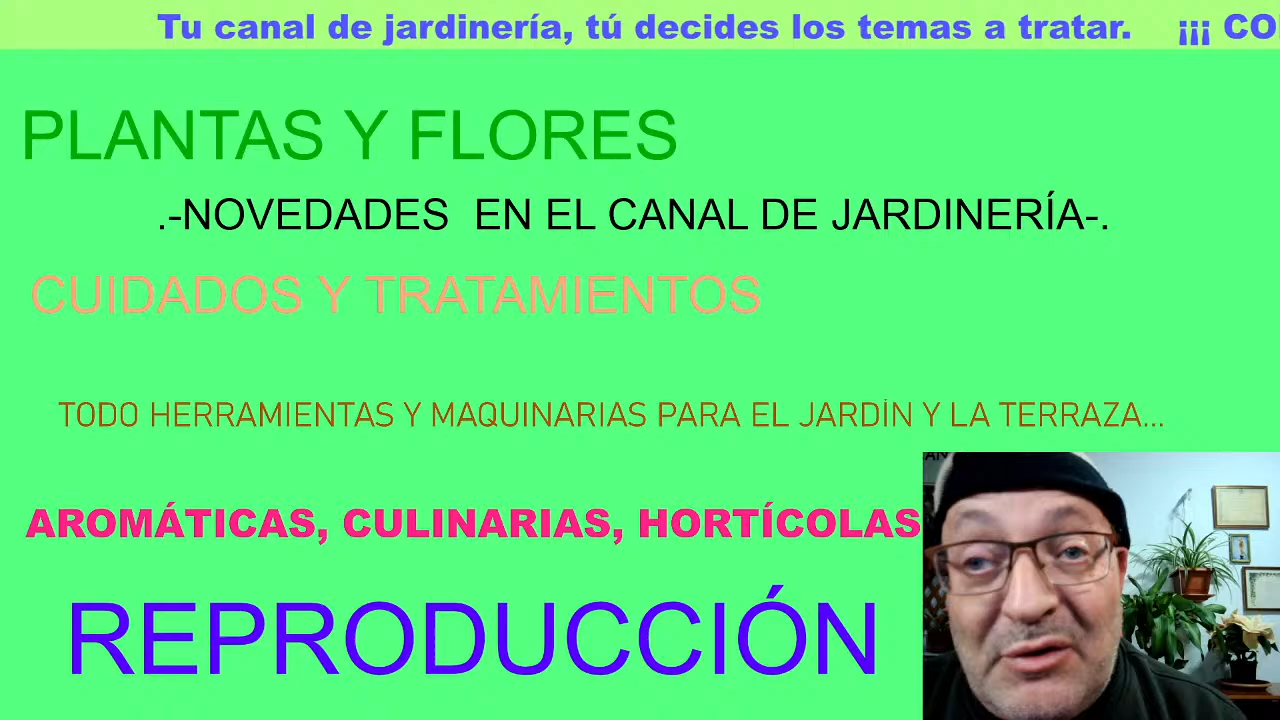 Tu canal de jardinería, tú decides los temas a tratar. ¡¡¡
PLANTAS Y FLORES
.-NOVEDADES EN EL CANAL DE JARDINERÍA-.
CUIDADOS Y TRATAMIENTOS
TODO HERRAMIENTAS Y MAQUINARIAS PARA EL JARDÍN Y LA TERRAZA...
AROMÁTICAS, CULINARIAS, HORTÍCOLAS
REPRODUCCIÓN